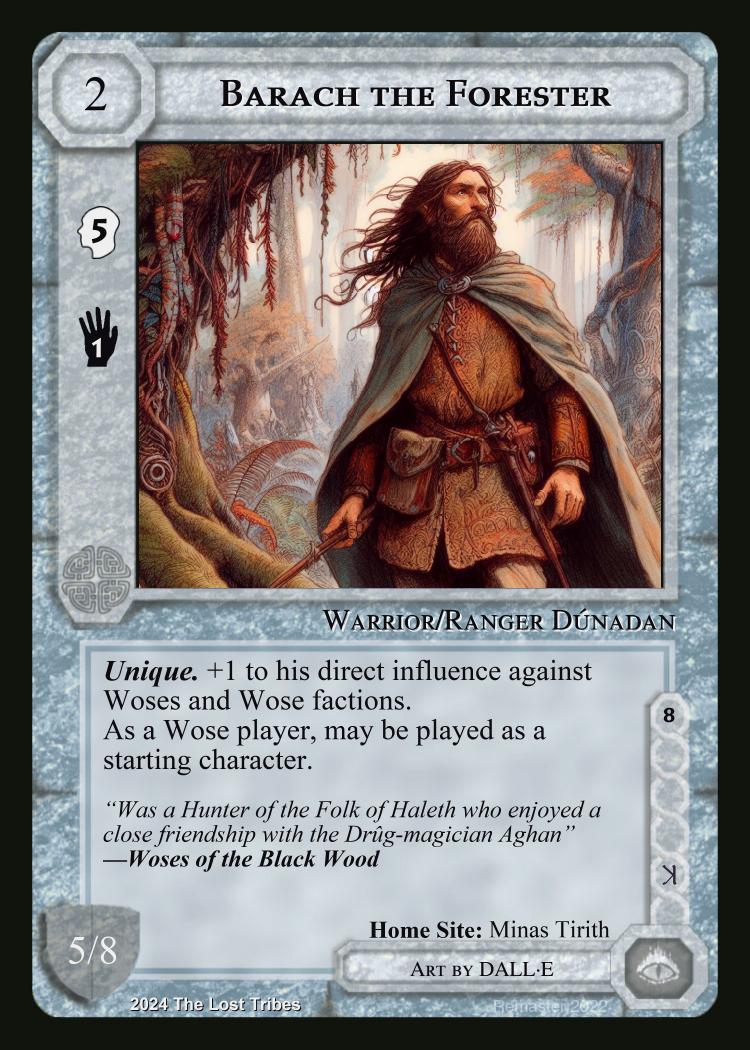 2
Barach the Forester
5
1
Warrior/Ranger Dúnadan
Unique. +1 to his direct influence against
Woses and Wose factions.
As a Wose player, may be played as a
starting character.
8
“Was a Hunter of the Folk of Haleth who enjoyed a
close friendship with the Drûg-magician Aghan”
—Woses of the Black Wood
Home Site: Minas Tirith
5/8
Art by DALL·E
2024 The Lost Tribes
Remaster 2022